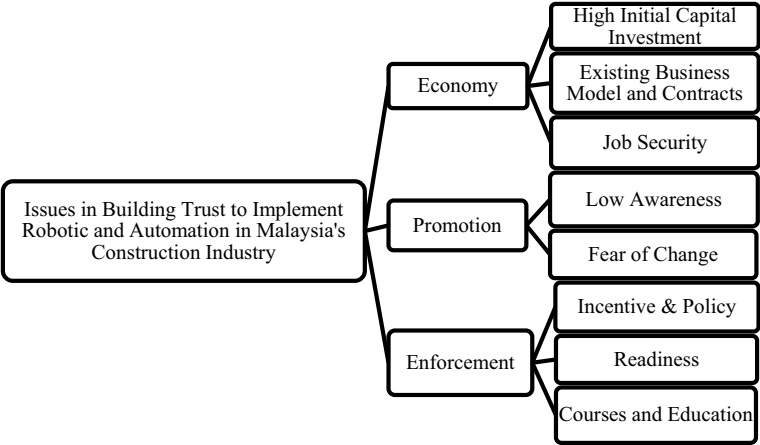 Issues in Building Trust to Implement
Robotic and Automation in Malaysia's
Construction Industry
Economy
High Initial Capital
Investment
Existing Business
Model and Contracts
Job Security
Promotion
Low Awareness
Fear of Change
Enforcement
Incentive & Policy
Readiness
Courses and Education